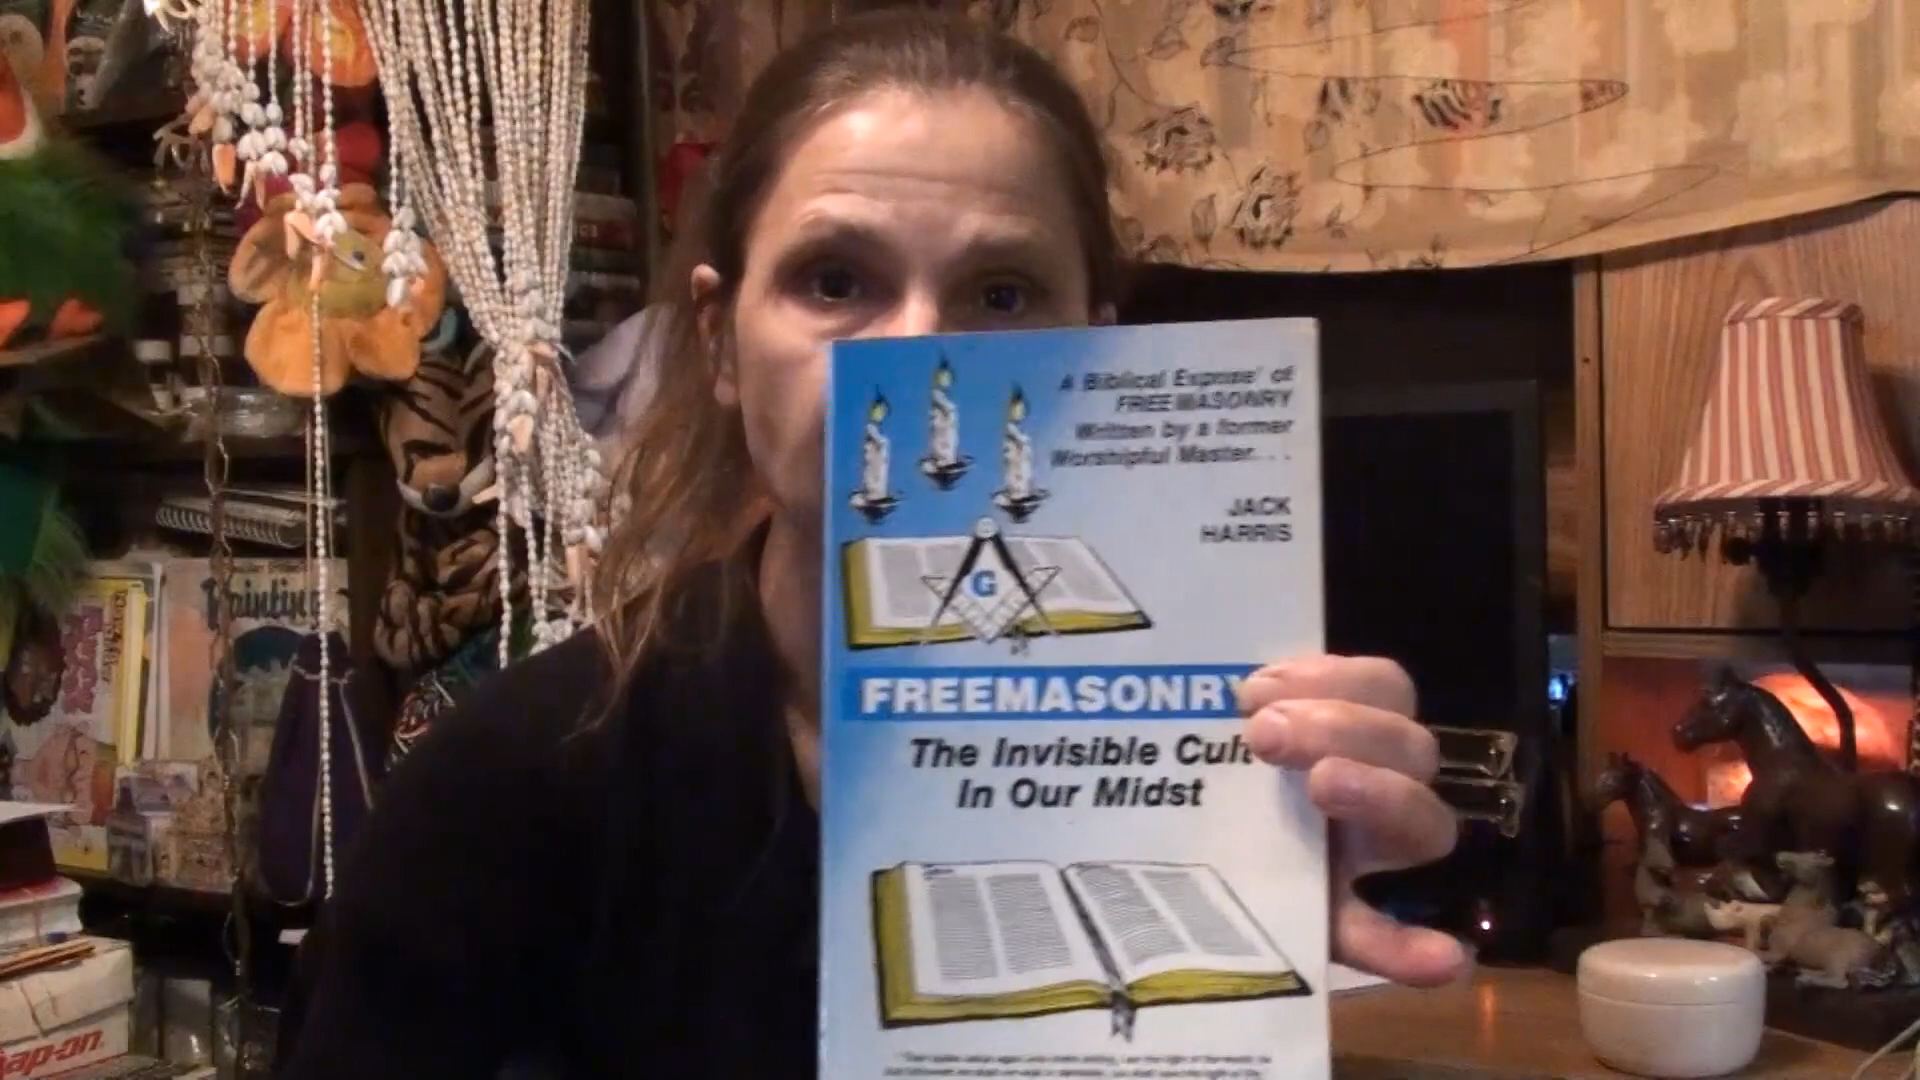 A Biblical Expose' of
FREEMASONRY
Written by a former
Worshipful Master. . .
JACK
HARRIS
G
FREEMASONRY
The Invisible Cult
In Our Midst
Painting
ap-on